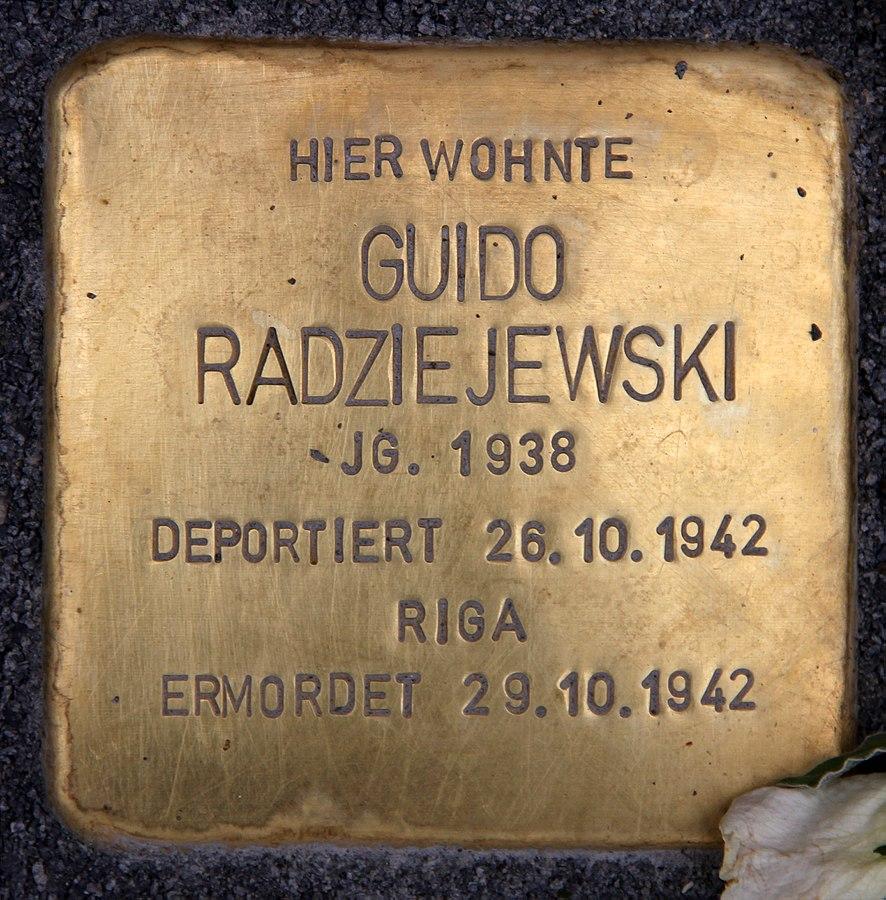 HIER WOHNTE
GUIDO
RADZIEJEWSKI
JG. 1938
DEPORTIERT 26.10.1942
RIGA
ERMORDET 29.10.1942